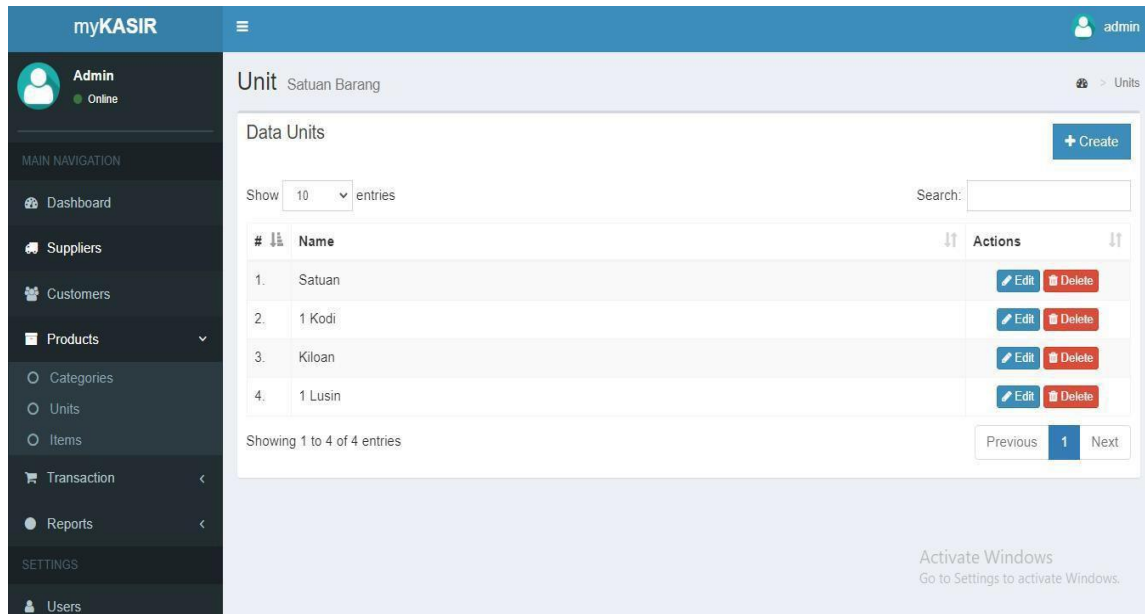 myKASIR
admin
Admin
Online
MAIN NAVIGATION
Dashboard
Suppliers
Customers
Products
Categories
Units
Items
Transaction
Reports
SETTINGS
Users
Unit Satuan Barang
> Units
Data Units
+ Create
Show 10 entries
Search:
# Name Actions
1. Satuan Edit Delete
2. 1 Kodi Edit Delete
3. Kiloan Edit Delete
4. 1 Lusin Edit Delete
Showing 1 to 4 of 4 entries
Previous 1 Next
Activate Windows
Go to Settings to activate Windows.